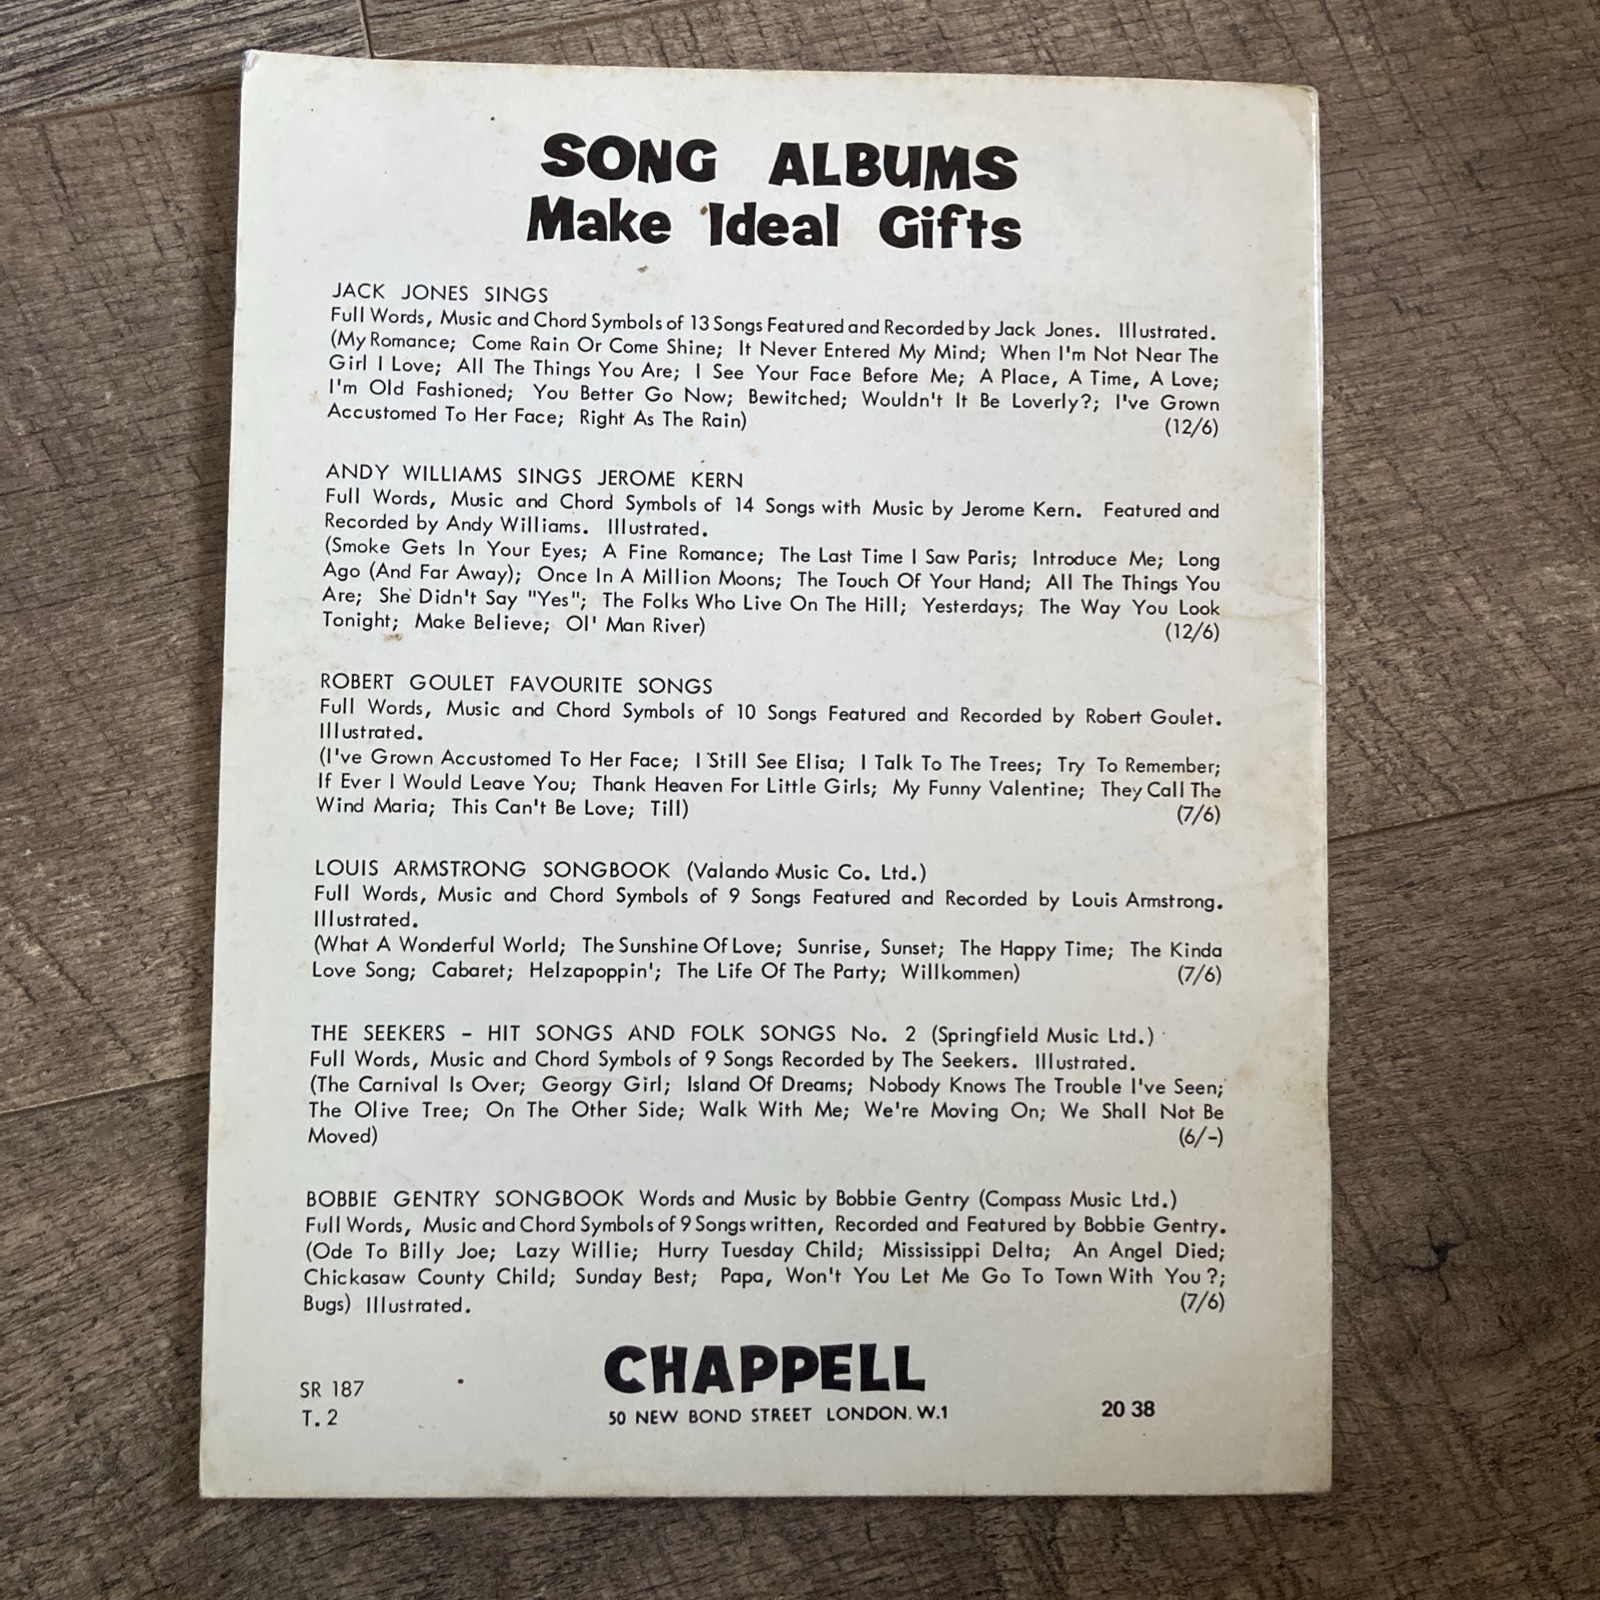 SONG ALBUMS
Make Ideal Gifts
JACK JONES SINGS
Full Words, Music and Chord Symbols of 13 Songs Featured and Recorded by Jack Jones. Illustrated.
(My Romance; Come Rain Or Come Shine; It Never Entered My Mind; When I'm Not Near The
Girl I Love; All The Things You Are; I See Your Face Before Me; A Place, A Time, A Love;
I'm Old Fashioned; You Better Go Now; Bewitched; Wouldn't It Be Loverly?; I've Grown
Accustomed To Her Face; Right As The Rain) (12/6)
ANDY WILLIAMS SINGS JEROME KERN
Full Words, Music and Chord Symbols of 14 Songs with Music by Jerome Kern. Featured and
Recorded by Andy Williams. Illustrated.
(Smoke Gets In Your Eyes; A Fine Romance; The Last Time I Saw Paris; Introduce Me; Long
Ago (And Far Away); Once In A Million Moons; The Touch Of Your Hand; All The Things You
Are; She Didn't Say "Yes"; The Folks Who Live On The Hill; Yesterdays; The Way You Look
Tonight; Make Believe; Ol' Man River) (12/6)
ROBERT GOULET FAVOURITE SONGS
Full Words, Music and Chord Symbols of 10 Songs Featured and Recorded by Robert Goulet.
Illustrated.
(I've Grown Accustomed To Her Face; I Still See Elisa; I Talk To The Trees; Try To Remember;
If Ever I Would Leave You; Thank Heaven For Little Girls; My Funny Valentine; They Call The
Wind Maria; This Can't Be Love; Till) (7/6)
LOUIS ARMSTRONG SONGBOOK (Valando Music Co. Ltd.)
Full Words, Music and Chord Symbols of 9 Songs Featured and Recorded by Louis Armstrong.
Illustrated.
(What A Wonderful World; The Sunshine Of Love; Sunrise, Sunset; The Happy Time; The Kinda
Love Song; Cabaret; Helzapoppin'; The Life Of The Party; Willkommen) (7/6)
THE SEEKERS - HIT SONGS AND FOLK SONGS No. 2 (Springfield Music Ltd.)
Full Words, Music and Chord Symbols of 9 Songs Recorded by The Seekers. Illustrated.
(The Carnival Is Over; Georgy Girl; Island Of Dreams; Nobody Knows The Trouble I've Seen;
The Olive Tree; On The Other Side; Walk With Me; We're Moving On; We Shall Not Be
Moved) (6/-)
BOBBIE GENTRY SONGBOOK Words and Music by Bobbie Gentry (Compass Music Ltd.)
Full Words, Music and Chord Symbols of 9 Songs written, Recorded and Featured by Bobbie Gentry.
(Ode To Billy Joe; Lazy Willie; Hurry Tuesday Child; Mississippi Delta; An Angel Died;
Chickasaw County Child; Sunday Best; Papa, Won't You Let Me Go To Town With You?;
Bugs) Illustrated. (7/6)
CHAPPELL
50 NEW BOND STREET LONDON. W.1
SR 187
T. 2
20 38